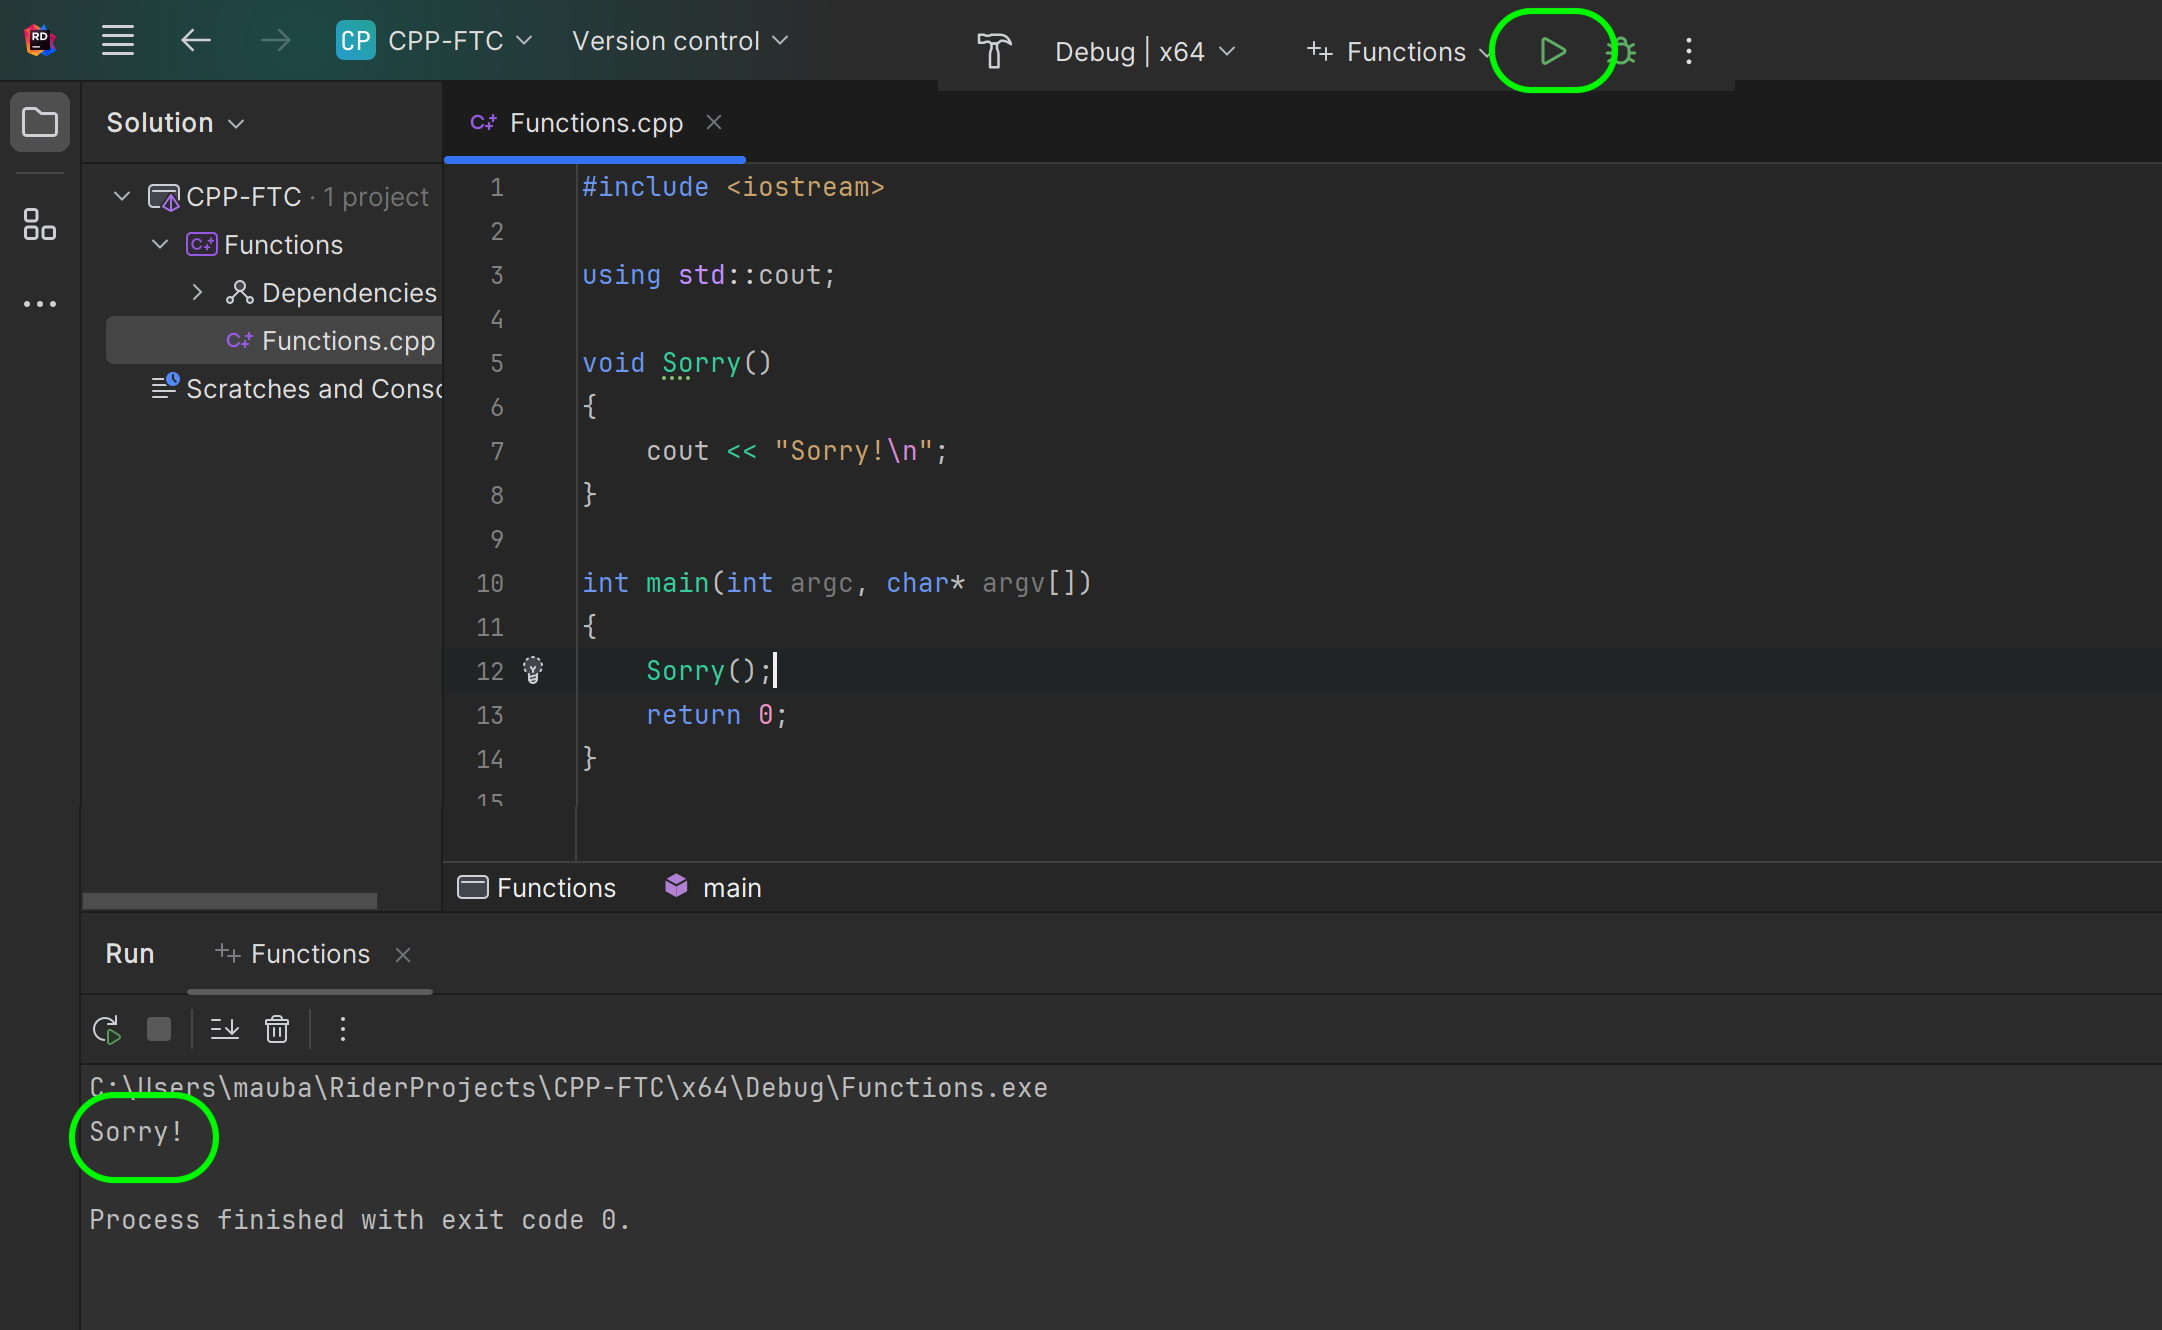 RD
CP CPP-FTC Version control Debug | x64 Functions
Solution
Functions.cpp
CPP-FTC · 1 project
Functions
Dependencies
Functions.cpp
Scratches and Conso
1 #include <iostream>
2
3 using std::cout;
4
5 void Sorry()
6 {
7 cout << "Sorry!\n";
8 }
9
10 int main(int argc, char* argv[])
11 {
12 Sorry();
13 return 0;
14 }
15
Functions main
Run Functions
C:\Users\mauba\RiderProjects\CPP-FTC\x64\Debug\Functions.exe
Sorry!
Process finished with exit code 0.